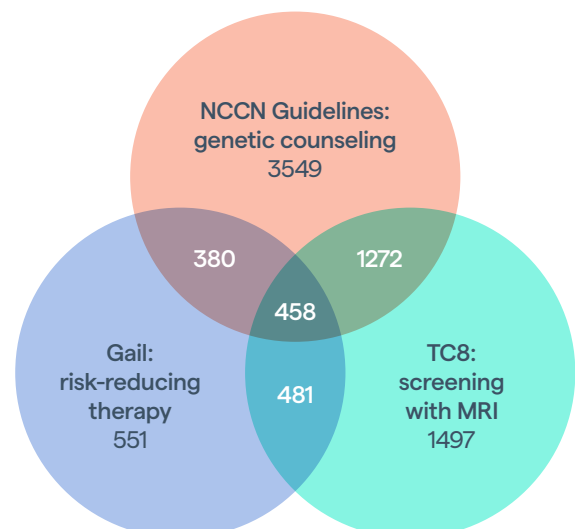 NCCN Guidelines:
genetic counseling
3549
380
1272
458
Gail:
risk-reducing
therapy
551
481
TC8:
screening
with MRI
1497